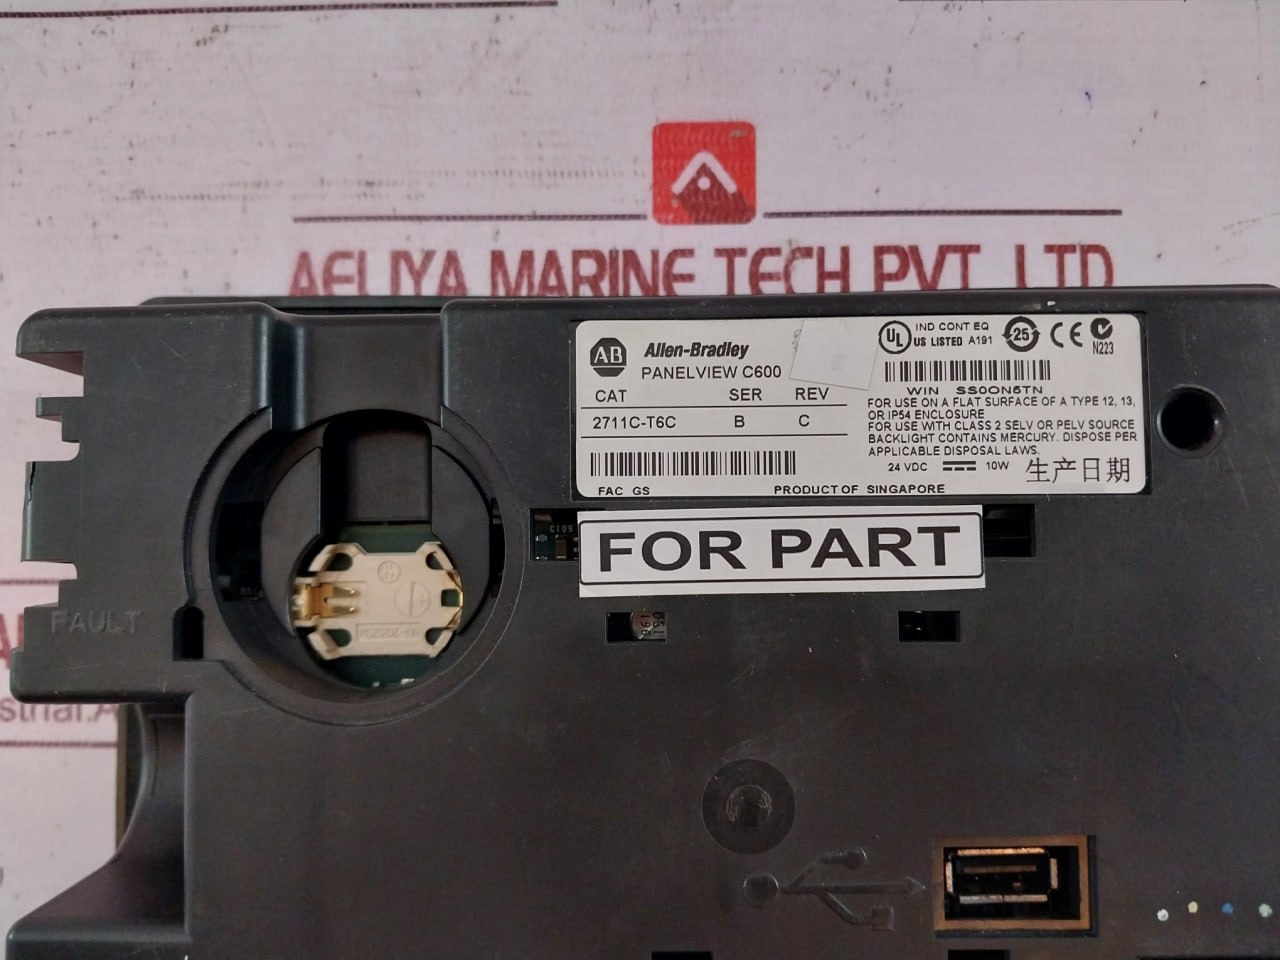 AELIYA MARINE TECH PVT. LTD
AB
Allen-Bradley
PANELVIEW C600
CAT SER REV
2711C-T6C B C
FAC GS PRODUCT OF SINGAPORE
UL
IND CONT EQ
US LISTED A191
25
CE
N223
WIN SS0ON6TN
FOR USE ON A FLAT SURFACE OF A TYPE 12, 13,
OR IP54 ENCLOSURE
FOR USE WITH CLASS 2 SELV OR PELV SOURCE
BACKLIGHT CONTAINS MERCURY. DISPOSE PER
APPLICABLE DISPOSAL LAWS.
24 VDC 10W 生产日期
C109
FOR PART
FAULT